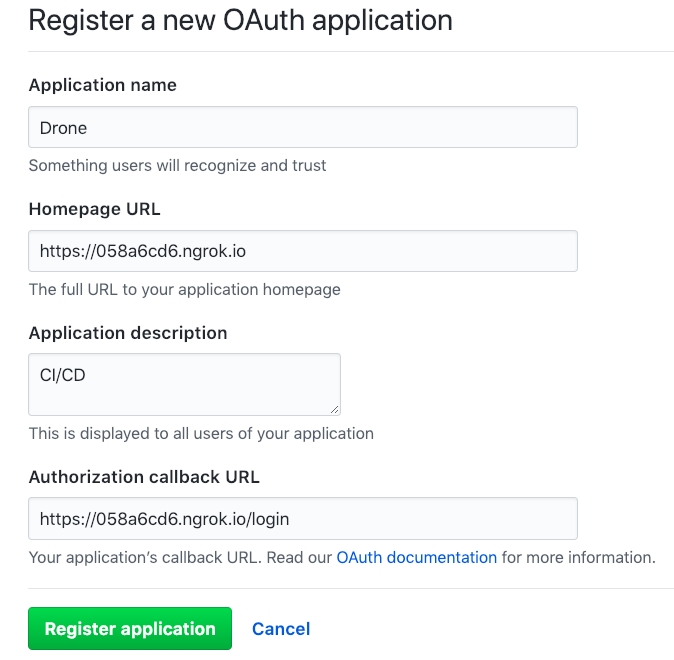 Register a new OAuth application
Application name
Drone
Something users will recognize and trust
Homepage URL
https://058a6cd6.ngrok.io
The full URL to your application homepage
Application description
CI/CD
This is displayed to all users of your application
Authorization callback URL
https://058a6cd6.ngrok.io/login
Your application’s callback URL. Read our OAuth documentation for more information.
Register application Cancel